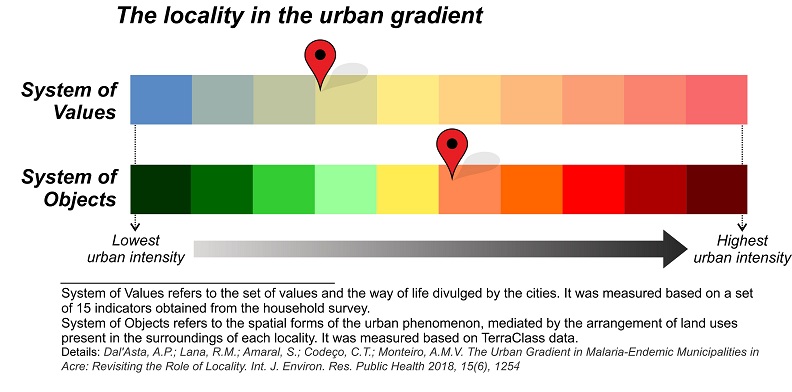 The locality in the urban gradient
System of
Values
System of
Objects
Lowest
urban intensity
Highest
urban intensity
System of Values refers to the set of values and the way of life divulged by the cities. It was measured based on a set
of 15 indicators obtained from the household survey.
System of Objects refers to the spatial forms of the urban phenomenon, mediated by the arrangement of land uses
present in the surroundings of each locality. It was measured based on TerraClass data.
Details: Dal'Asta, A.P.; Lana, R.M.; Amaral, S.; Codeço, C.T.; Monteiro, A.M.V. The Urban Gradient in Malaria-Endemic Municipalities in
Acre: Revisiting the Role of Locality. Int. J. Environ. Res. Public Health 2018, 15(6), 1254